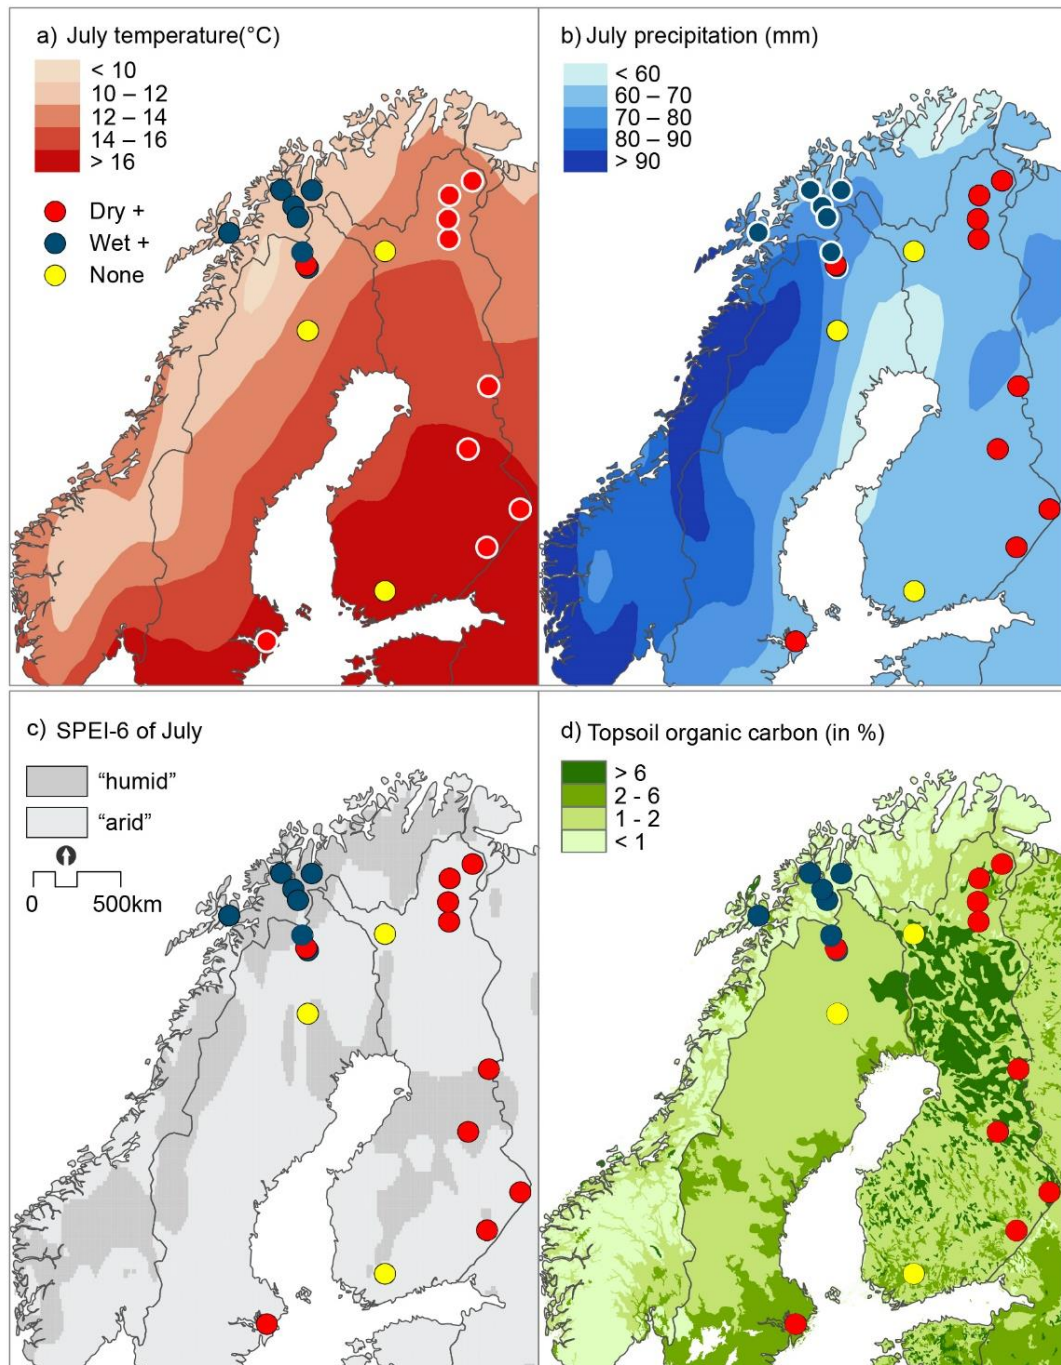 a) July temperature(°C)
< 10
10 – 12
12 – 14
14 – 16
> 16
Dry +
Wet +
None
b) July precipitation (mm)
< 60
60 – 70
70 – 80
80 – 90
> 90
c) SPEI-6 of July
“humid”
“arid”
0 500km
d) Topsoil organic carbon (in %)
> 6
2 - 6
1 - 2
< 1